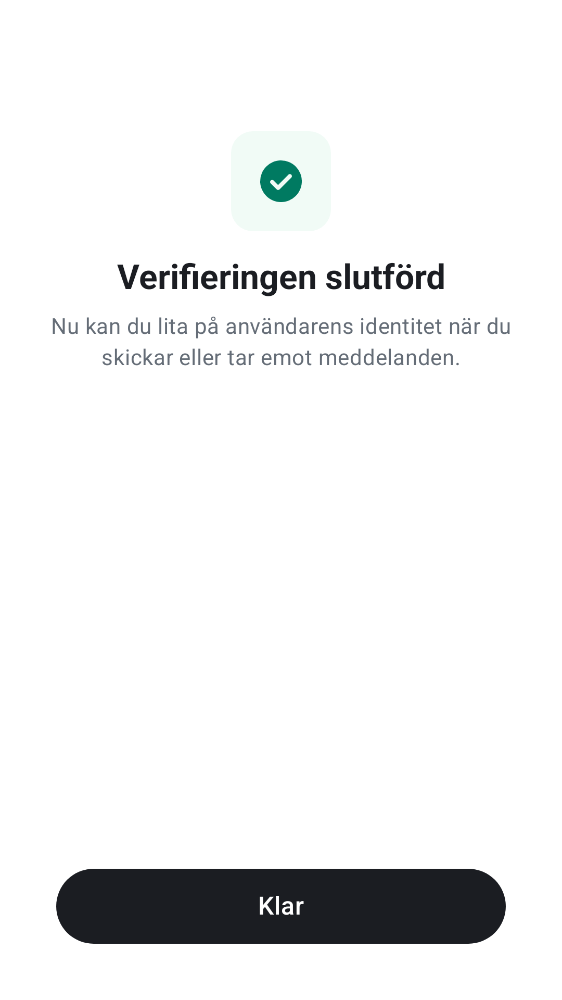 Verifieringen slutförd
Nu kan du lita på användarens identitet när du
skickar eller tar emot meddelanden.
Klar